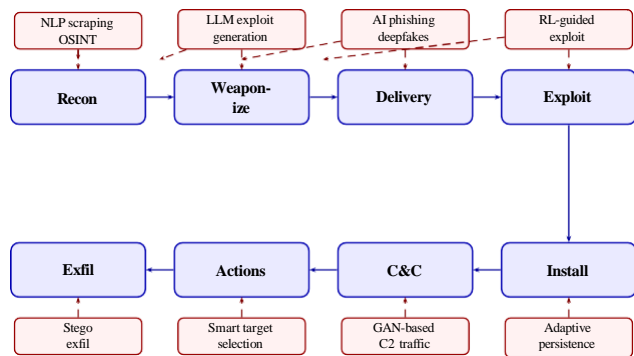 NLP scraping
OSINT
LLM exploit
generation
AI phishing
deepfakes
RL-guided
exploit
Recon
Weapon-
ize
Delivery
Exploit
Exfil
Actions
C&C
Install
Stego
exfil
Smart target
selection
GAN-based
C2 traffic
Adaptive
persistence